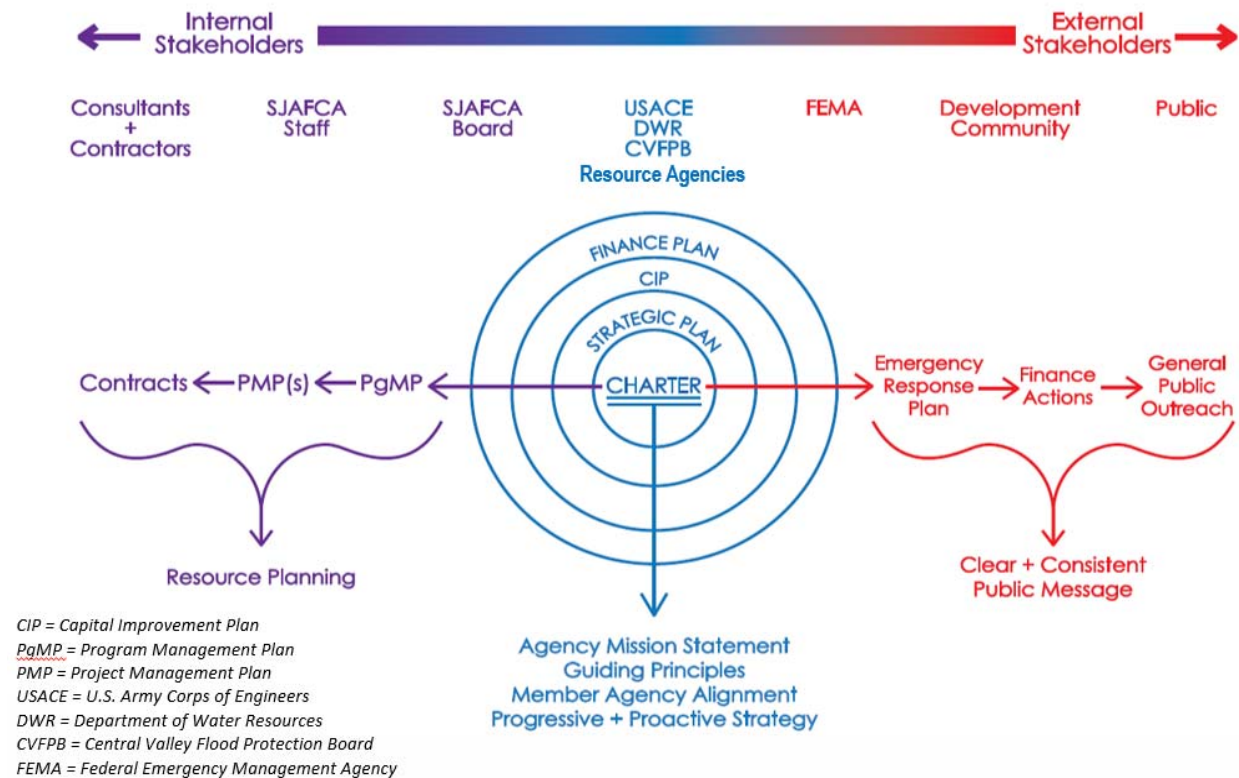 Internal
Stakeholders
External
Stakeholders
Consultants
+
Contractors
SJAFCA
Staff
SJAFCA
Board
USACE
DWR
CVFPB
Resource Agencies
FEMA
Development
Community
Public
FINANCE PLAN
CIP
STRATEGIC PLAN
CHARTER
Contracts
PMP(s)
PgMP
Emergency
Response
Plan
Finance
Actions
General
Public
Outreach
Resource Planning
Clear + Consistent
Public Message
Agency Mission Statement
Guiding Principles
Member Agency Alignment
Progressive + Proactive Strategy
CIP = Capital Improvement Plan
PgMP = Program Management Plan
PMP = Project Management Plan
USACE = U.S. Army Corps of Engineers
DWR = Department of Water Resources
CVFPB = Central Valley Flood Protection Board
FEMA = Federal Emergency Management Agency